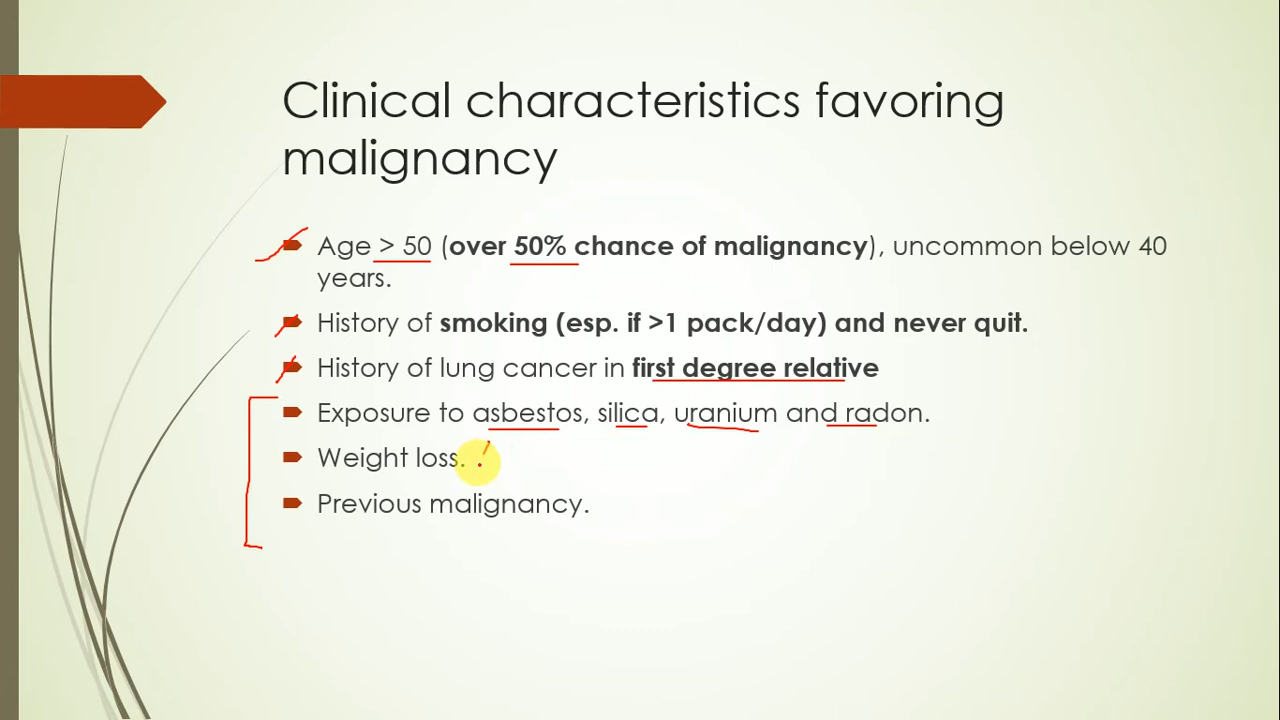 Clinical characteristics favoring
malignancy
Age > 50 (over 50% chance of malignancy), uncommon below 40
years.
History of smoking (esp. if >1 pack/day) and never quit.
History of lung cancer in first degree relative
Exposure to asbestos, silica, uranium and radon.
Weight loss.
Previous malignancy.